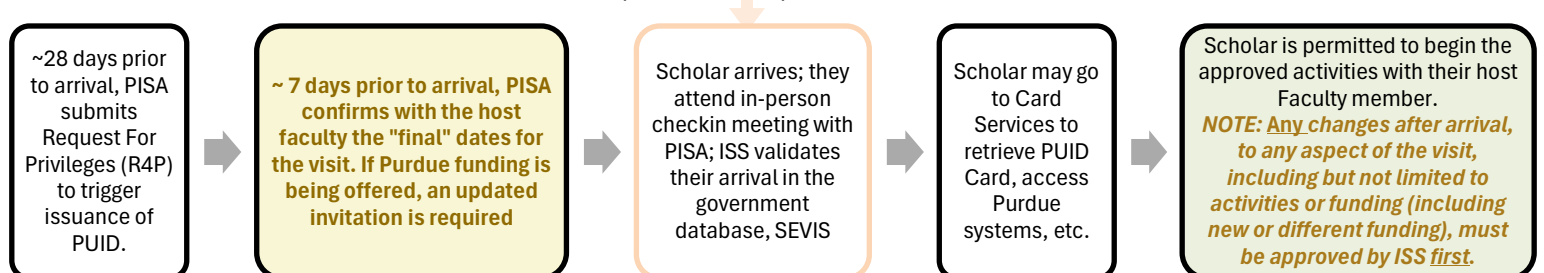 ~28 days prior
to arrival, PISA
submits
Request For
Privileges (R4P)
to trigger
issuance of
PUID.
~ 7 days prior to arrival, PISA
confirms with the host
faculty the "final" dates for
the visit. If Purdue funding is
being offered, an updated
invitation is required
Scholar arrives; they
attend in-person
checkin meeting with
PISA; ISS validates
their arrival in the
government
database, SEVIS
Scholar may go
to Card
Services to
retrieve PUID
Card, access
Purdue
systems, etc.
Scholar is permitted to begin the
approved activities with their host
Faculty member.
NOTE: Any changes after arrival,
to any aspect of the visit,
including but not limited to
activities or funding (including
new or different funding), must
be approved by ISS first.